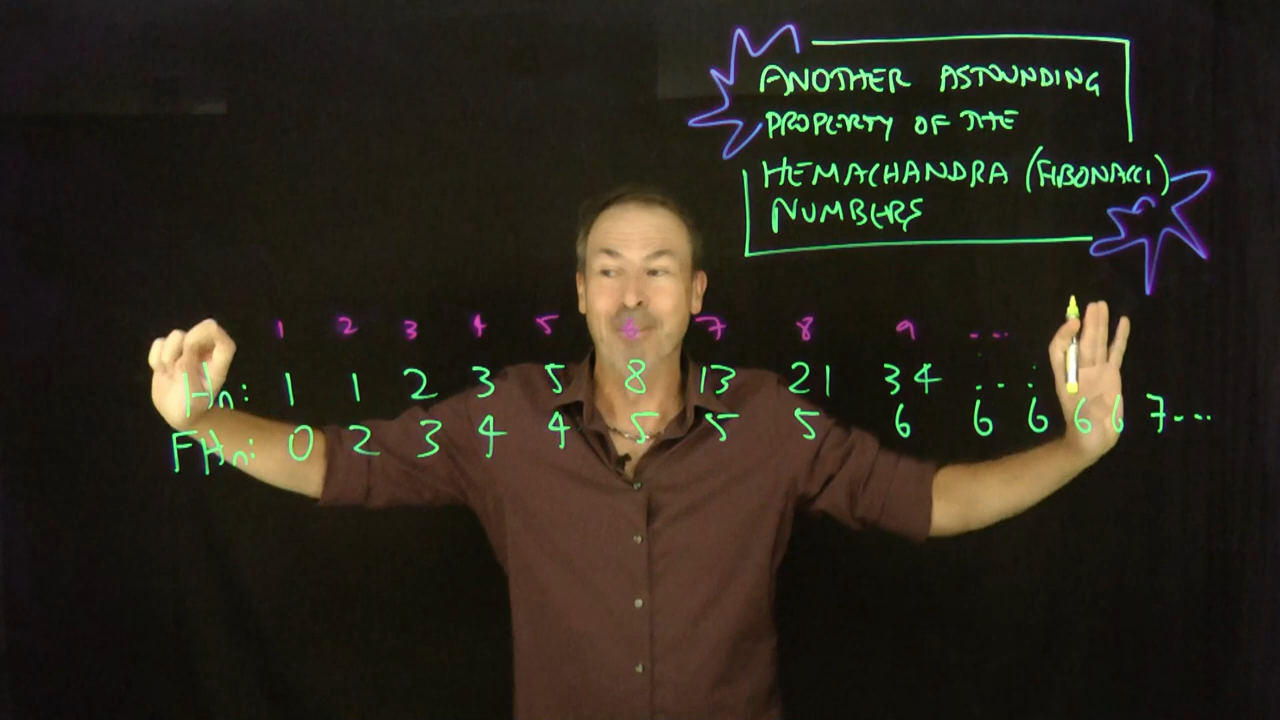 ANOTHER ASTOUNDING
PROPERTY OF THE
HEMACHANDRA (FIBONACCI)
NUMBERS
1 2 3 4 5 6 7 8 9 ...
Hn: 1 1 2 3 5 8 13 21 34 ...
FHn: 0 2 3 4 4 5 5 5 6 6 6 6 6 7...